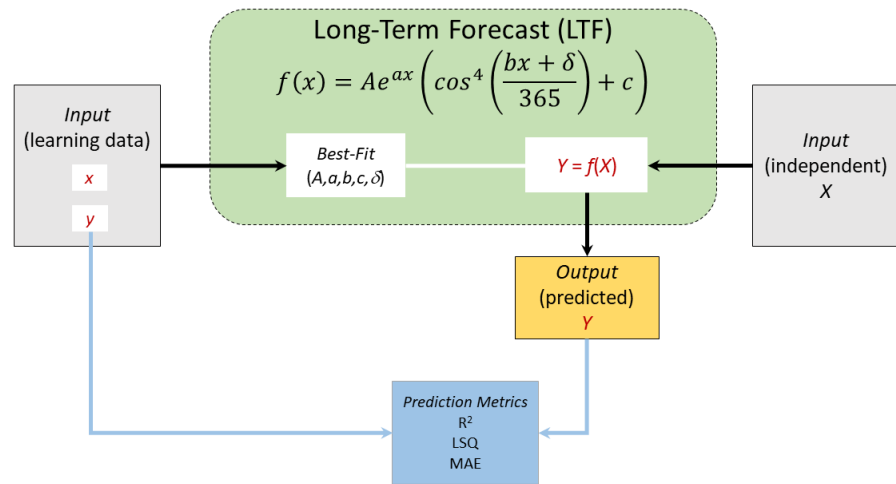 Long-Term Forecast (LTF)
f(x) = Ae^{ax} ( cos^4 ( (bx + δ) / 365 ) + c )
Input
(learning data)
x
y
Best-Fit
(A,a,b,c,δ)
Y = f(X)
Input
(independent)
X
Output
(predicted)
Y
Prediction Metrics
R²
LSQ
MAE